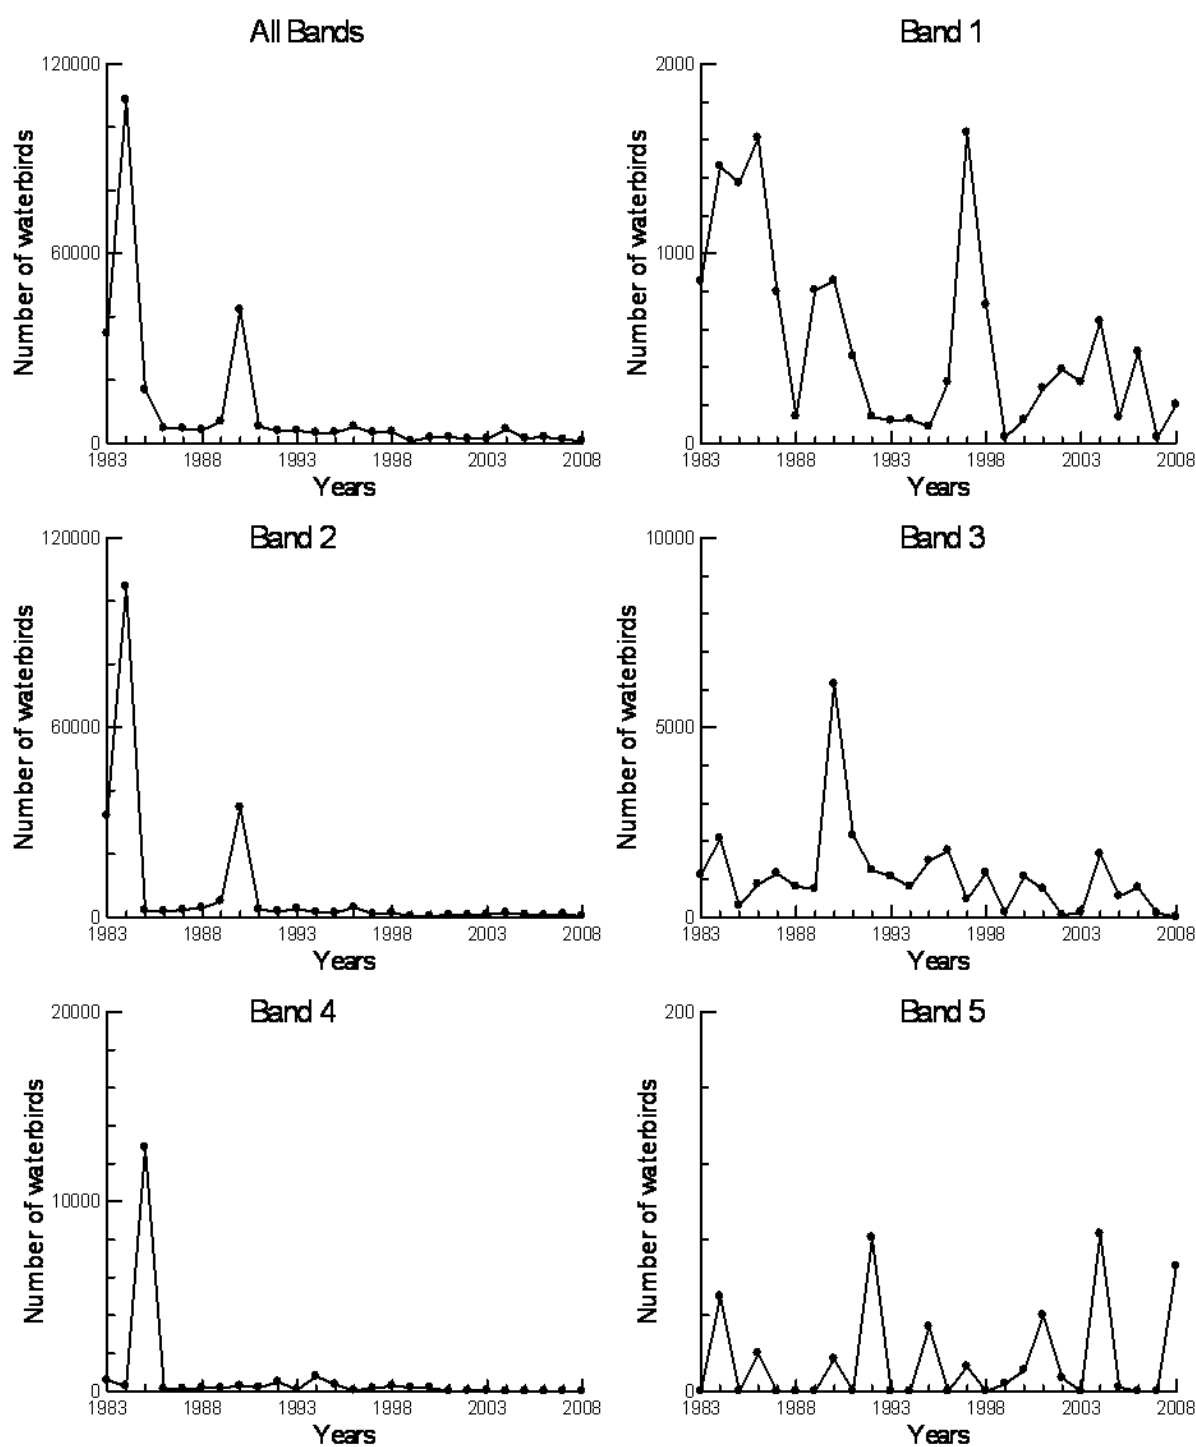 All Bands
Number of waterbirds
120000
60000
0
1983 1988 1993 1998 2003 2008
Years
Band 1
Number of waterbirds
2000
1000
0
1983 1988 1993 1998 2003 2008
Years
Band 2
Number of waterbirds
120000
60000
0
1983 1988 1993 1998 2003 2008
Years
Band 3
Number of waterbirds
10000
5000
0
1983 1988 1993 1998 2003 2008
Years
Band 4
Number of waterbirds
20000
10000
0
1983 1988 1993 1998 2003 2008
Years
Band 5
Number of waterbirds
200
0
1983 1988 1993 1998 2003 2008
Years